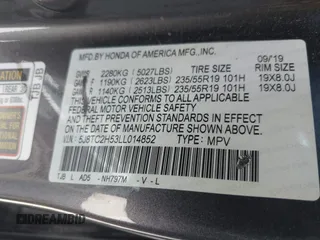 MFD. BY HONDA OF AMERICA MFG., INC. 09/19
GVWR 2280KG (5027LBS) TIRE SIZE RIM SIZE
GAWR F 1190KG (2623LBS) 235/55R19 101H 19X8.0J
GAWR R 1140KG (2513LBS) 235/55R19 101H 19X8.0J
THIS VEHICLE CONFORMS TO ALL APPLICABLE
FEDERAL MOTOR VEHICLE SAFETY, BUMPER,
AND THEFT PREVENTION STANDARDS IN EFFECT
ON THE DATE OF MANUFACTURE SHOWN ABOVE.
V.I.N.: 5J8TC2H53LL014852 TYPE: MPV
TJB L AD5 - NH797M - V - L
DREAMBID